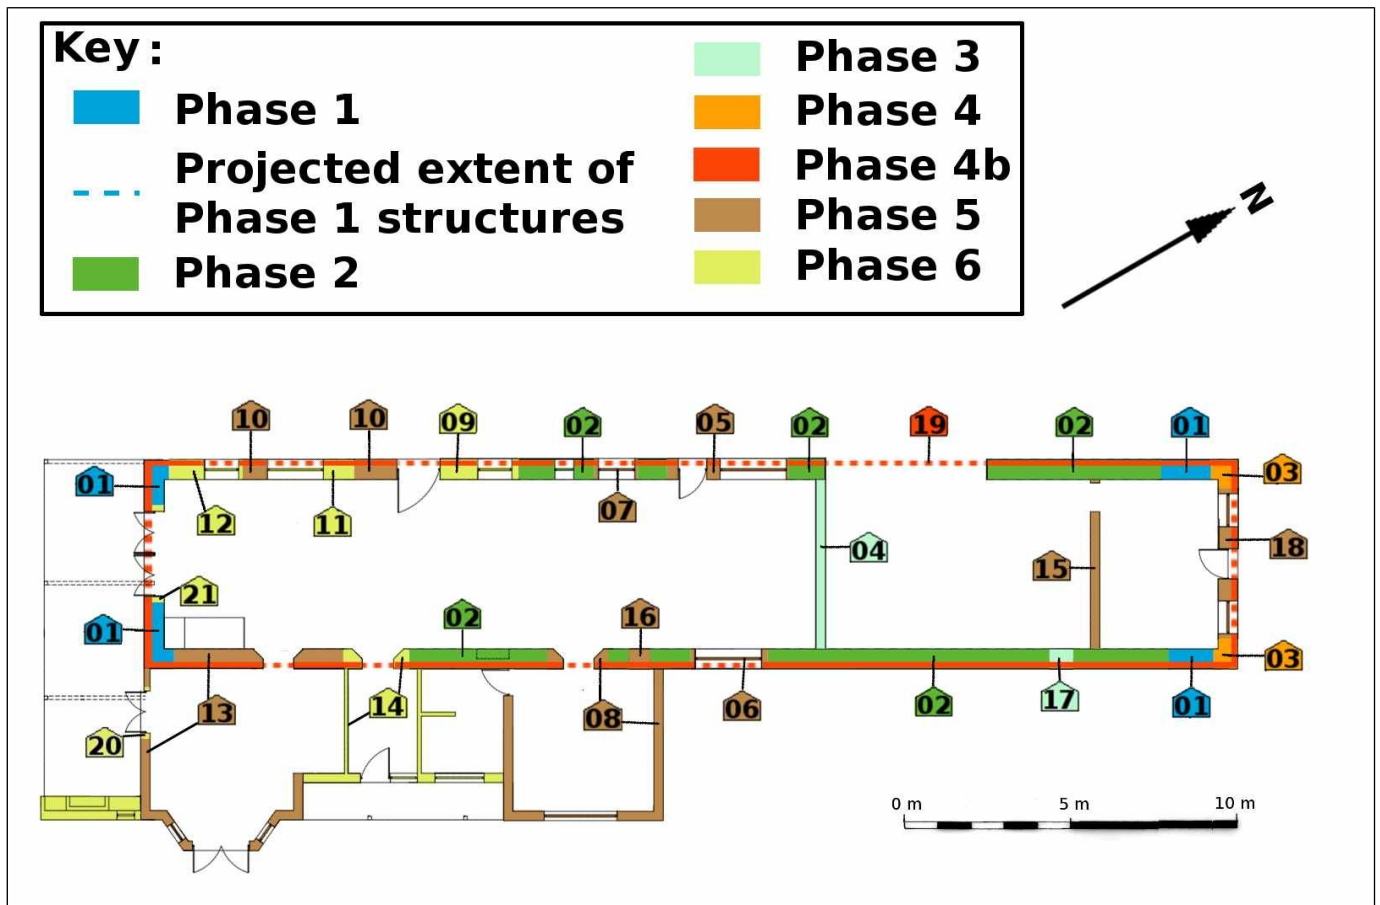 Key:
Phase 1
Projected extent of
Phase 1 structures
Phase 2
Phase 3
Phase 4
Phase 4b
Phase 5
Phase 6
N
10
10
09
02
05
02
19
02
01
01
12
11
07
04
15
03
18
21
01
02
16
03
13
14
08
06
02
17
01
20
0 m
5 m
10 m